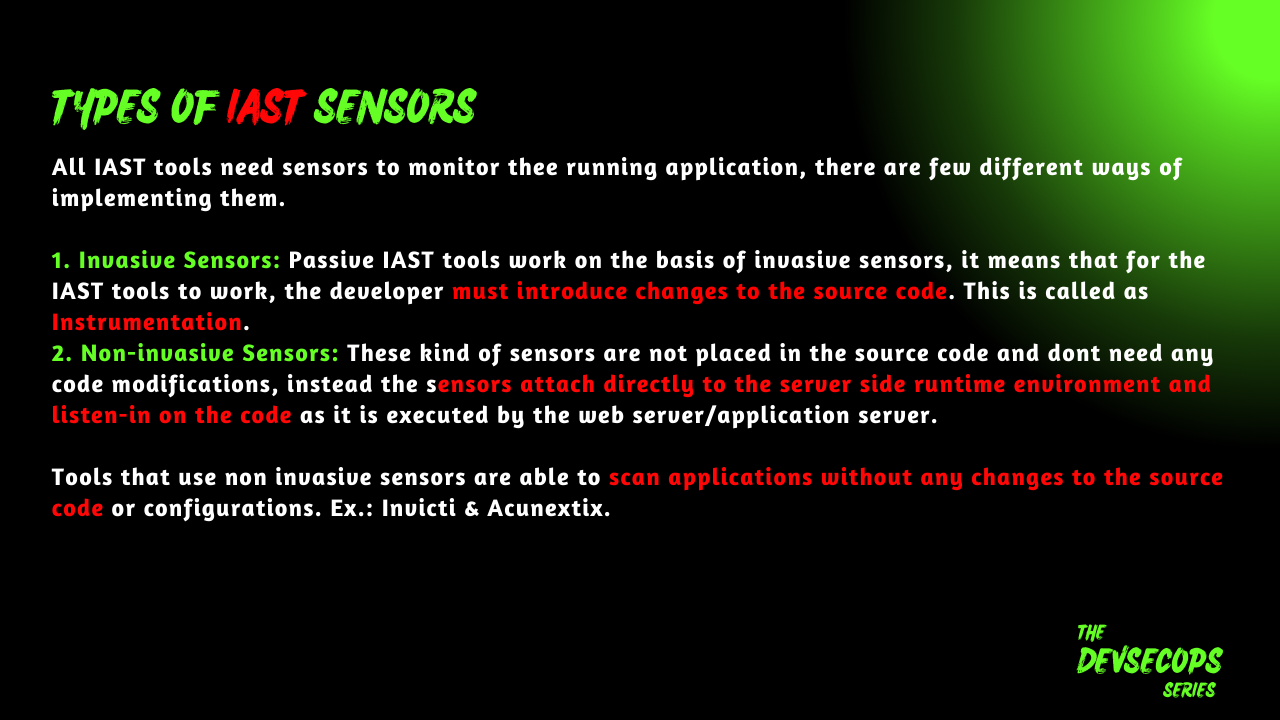 TYPES OF IAST SENSORS
All IAST tools need sensors to monitor thee running application, there are few different ways of
implementing them.
1. Invasive Sensors: Passive IAST tools work on the basis of invasive sensors, it means that for the
IAST tools to work, the developer must introduce changes to the source code. This is called as
Instrumentation.
2. Non-invasive Sensors: These kind of sensors are not placed in the source code and dont need any
code modifications, instead the sensors attach directly to the server side runtime environment and
listen-in on the code as it is executed by the web server/application server.
Tools that use non invasive sensors are able to scan applications without any changes to the source
code or configurations. Ex.: Invicti & Acunextix.
THE
DEVSECOPS
SERIES